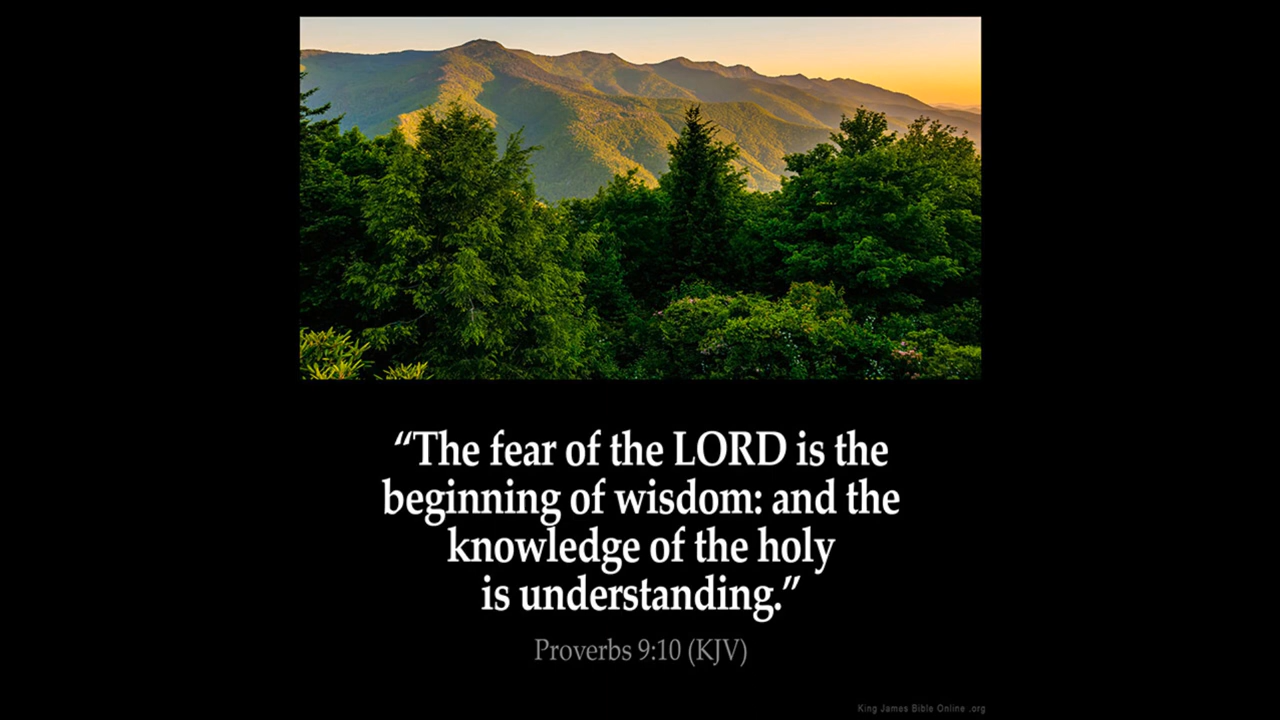 “The fear of the LORD is the
beginning of wisdom: and the
knowledge of the holy
is understanding.”
Proverbs 9:10 (KJV)
King James Bible Online .org